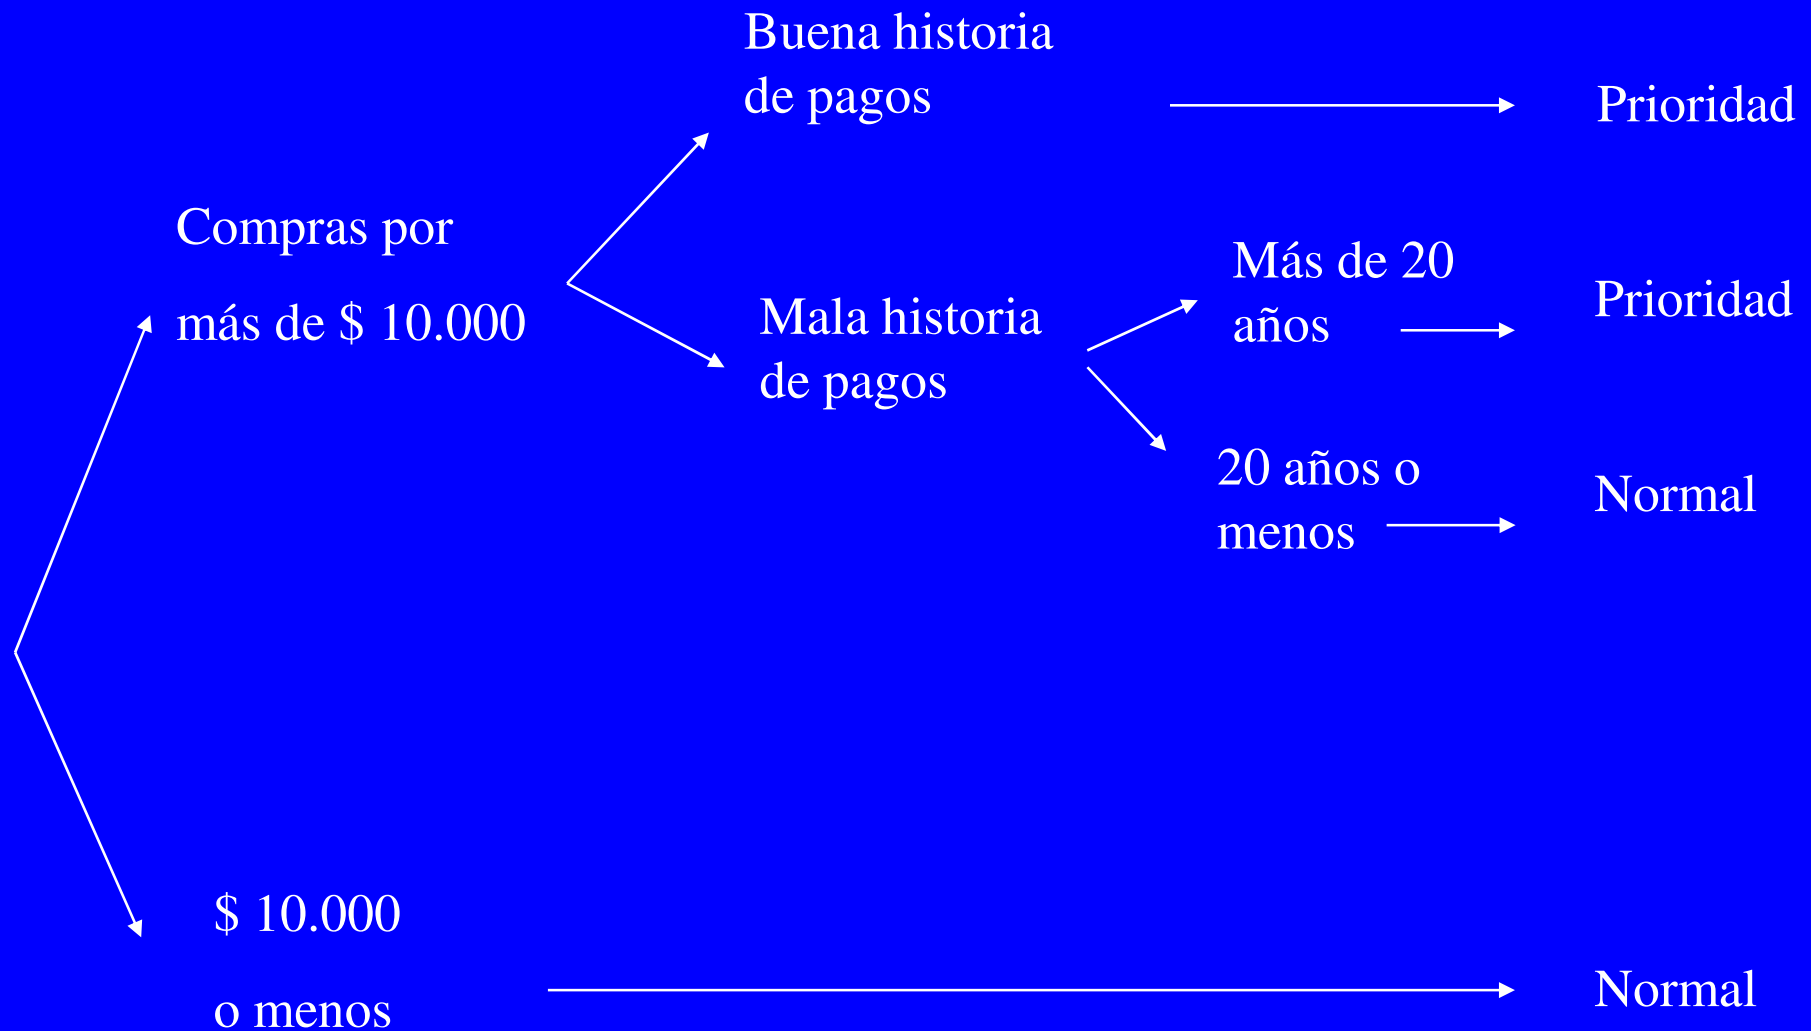 Buena historia
de pagos
Prioridad
Compras por
más de $ 10.000
Mala historia
de pagos
Más de 20
años
Prioridad
20 años o
menos
Normal
$ 10.000
o menos
Normal